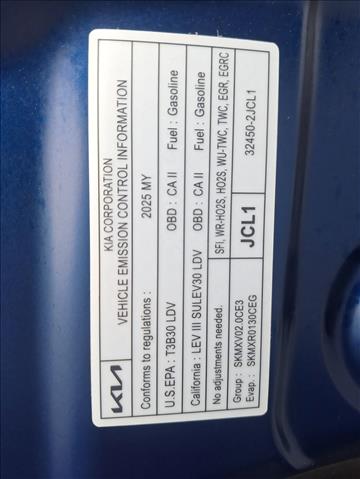 KIA
KIA CORPORATION
VEHICLE EMISSION CONTROL INFORMATION
Conforms to regulations : 2025 MY
U.S.EPA : T3B30 LDV OBD : CA II Fuel : Gasoline
California : LEV III SULEV30 LDV OBD : CA II Fuel : Gasoline
No adjustments needed. SFI, WR-HO2S, HO2S, WU-TWC, TWC, EGR, EGRC
Group : SKMXV02.0CE3
Evap. : SKMXR0130CEG
JCL1
32450-2JCL1